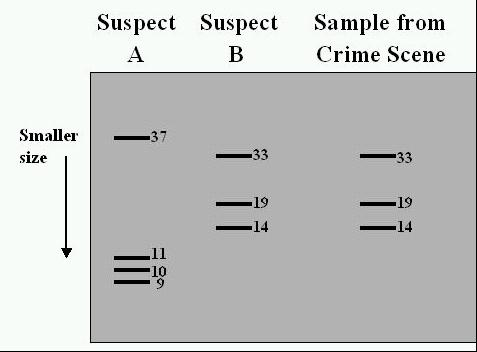 Suspect Suspect Sample from
A B Crime Scene
Smaller
size
37
33 33
19 19
14 14
11
10
9